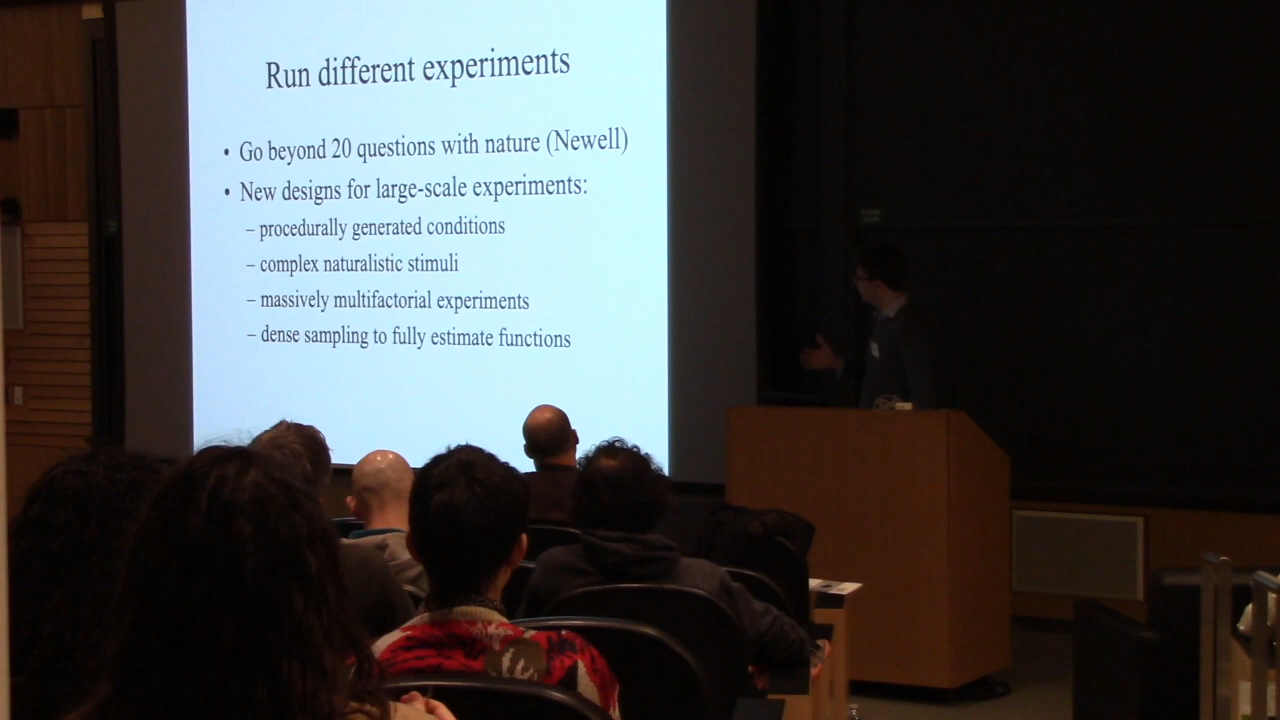 Run different experiments
• Go beyond 20 questions with nature (Newell)
• New designs for large-scale experiments:
– procedurally generated conditions
– complex naturalistic stimuli
– massively multifactorial experiments
– dense sampling to fully estimate functions